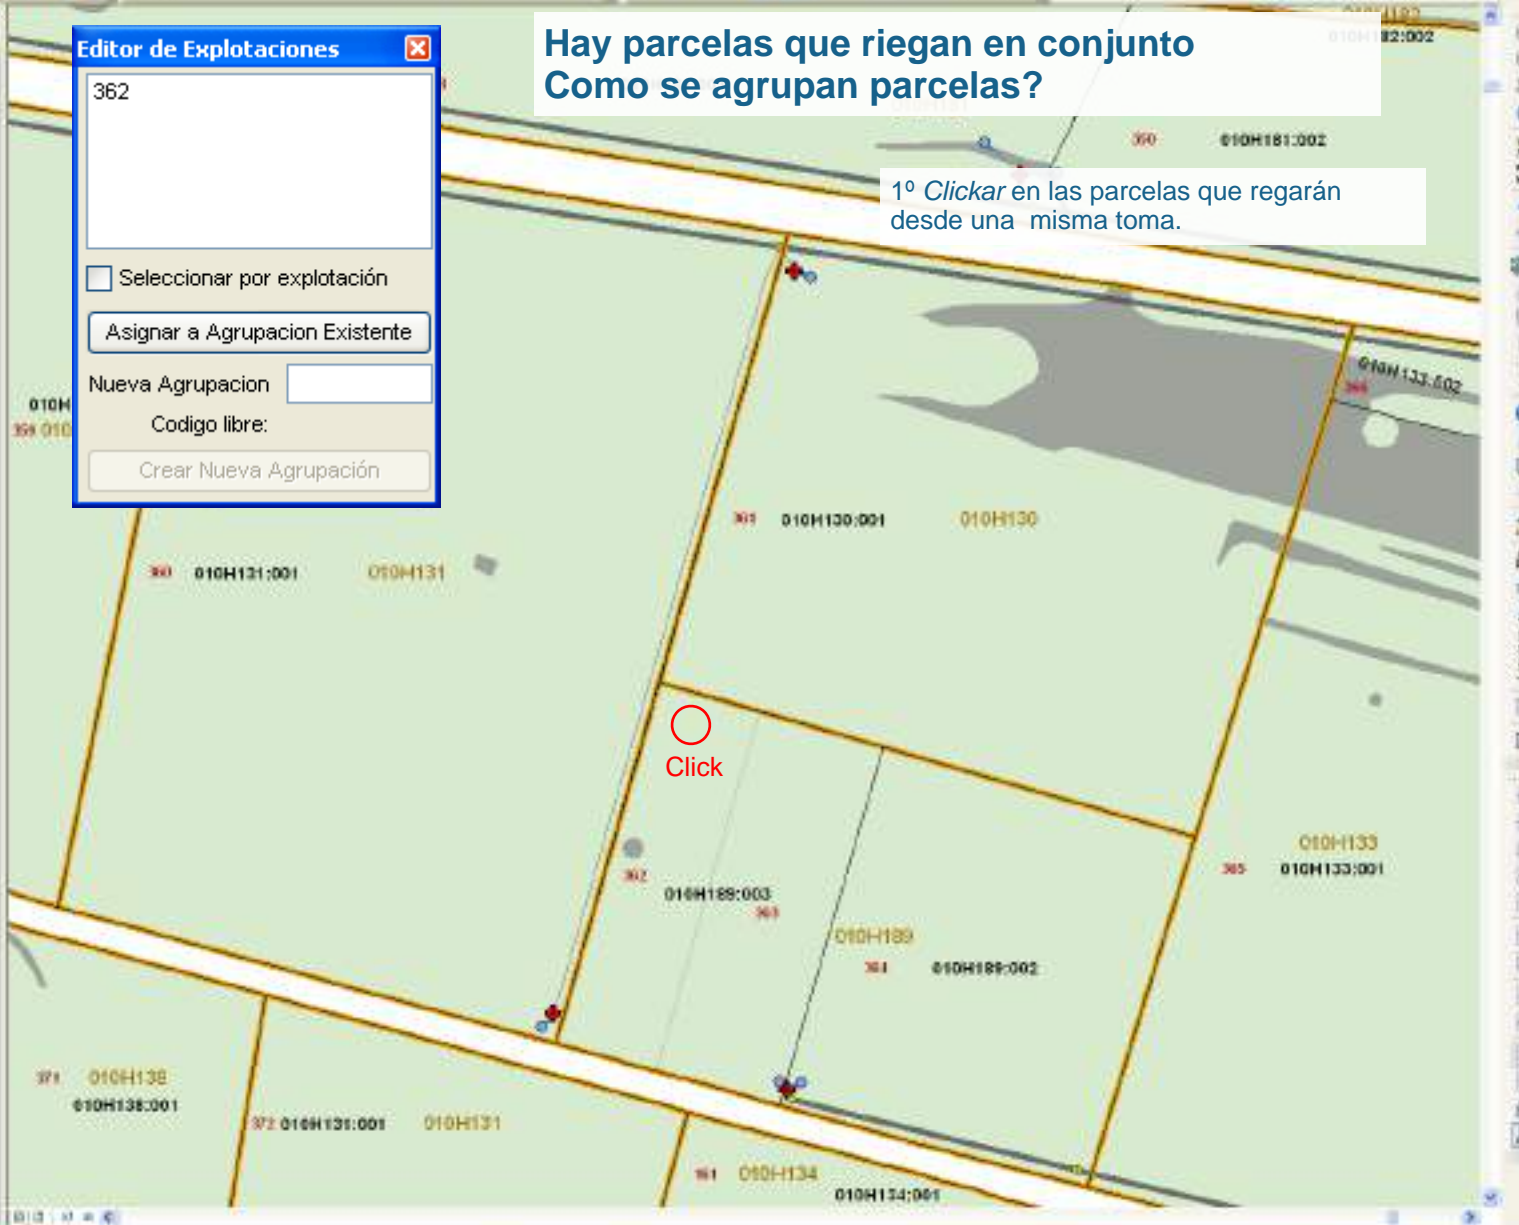 Hay parcelas que riegan en conjunto
Como se agrupan parcelas?
Editor de Explotaciones
362
Seleccionar por explotación
Asignar a Agrupacion Existente
Nueva Agrupacion
Codigo libre:
Crear Nueva Agrupación
1º Clickar en las parcelas que regarán
desde una misma toma.
010H181:002
361 010H130:001 010H130
360 010H131:001 010H131
010H133:002
Click
362
010H189:003
363
010H189
364 010H189:002
010H133
365 010H133:001
371 010H138
010H138:001
372 010H131:001 010H131
010H134
010H134:001